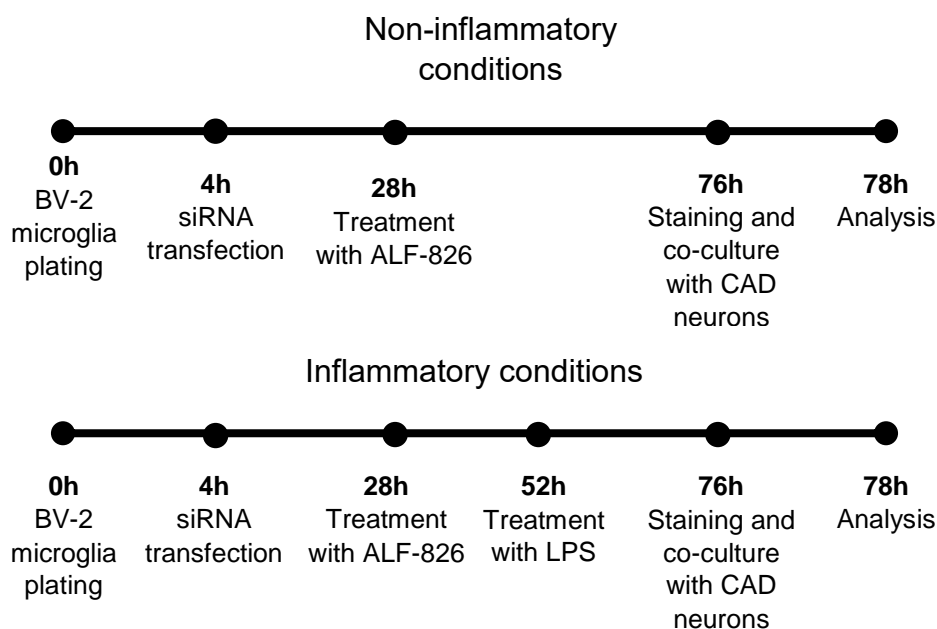 Non-inflammatory
conditions
0h
BV-2
microglia
plating
4h
siRNA
transfection
28h
Treatment
with ALF-826
76h
Staining and
co-culture
with CAD
neurons
78h
Analysis
Inflammatory conditions
0h
BV-2
microglia
plating
4h
siRNA
transfection
28h
Treatment
with ALF-826
52h
Treatment
with LPS
76h
Staining and
co-culture
with CAD
neurons
78h
Analysis